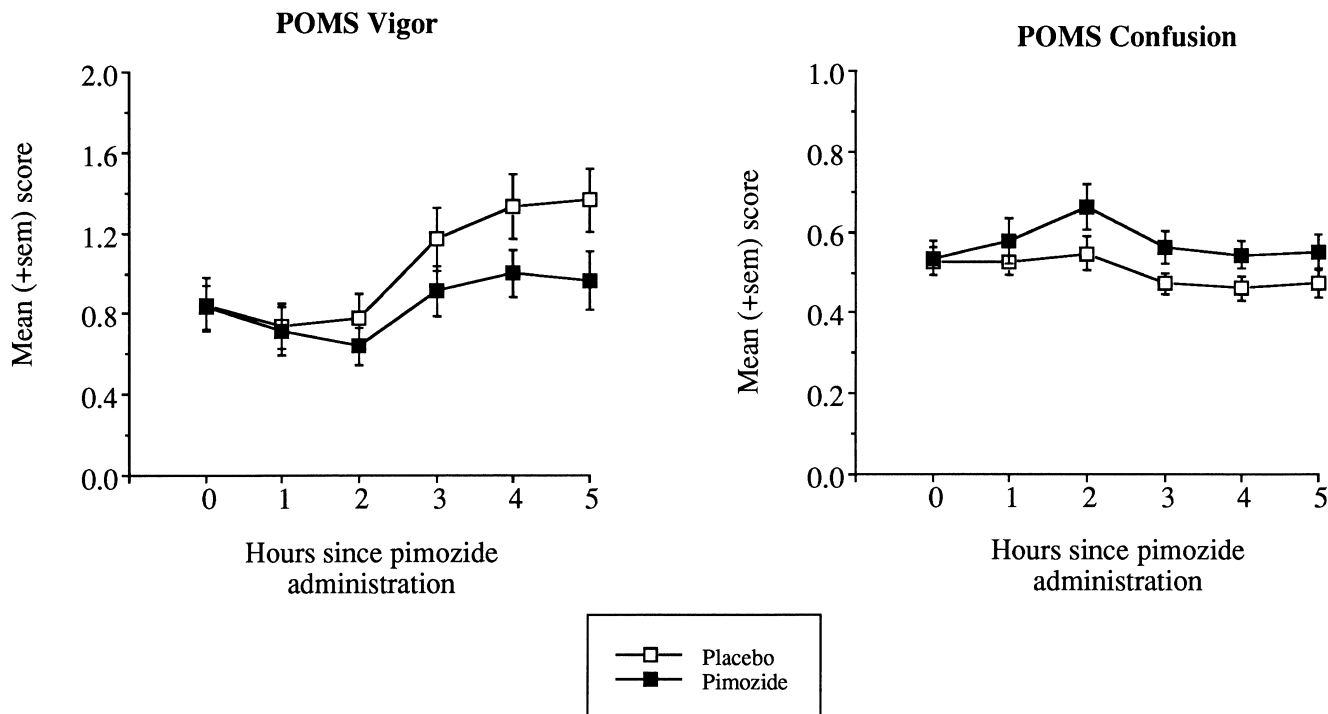 POMS Vigor
Mean (+sem) score
2.0
1.6
1.2
0.8
0.4
0.0
0 1 2 3 4 5
Hours since pimozide
administration
POMS Confusion
Mean (+sem) score
1.0
0.8
0.6
0.4
0.2
0.0
0 1 2 3 4 5
Hours since pimozide
administration
Placebo
Pimozide